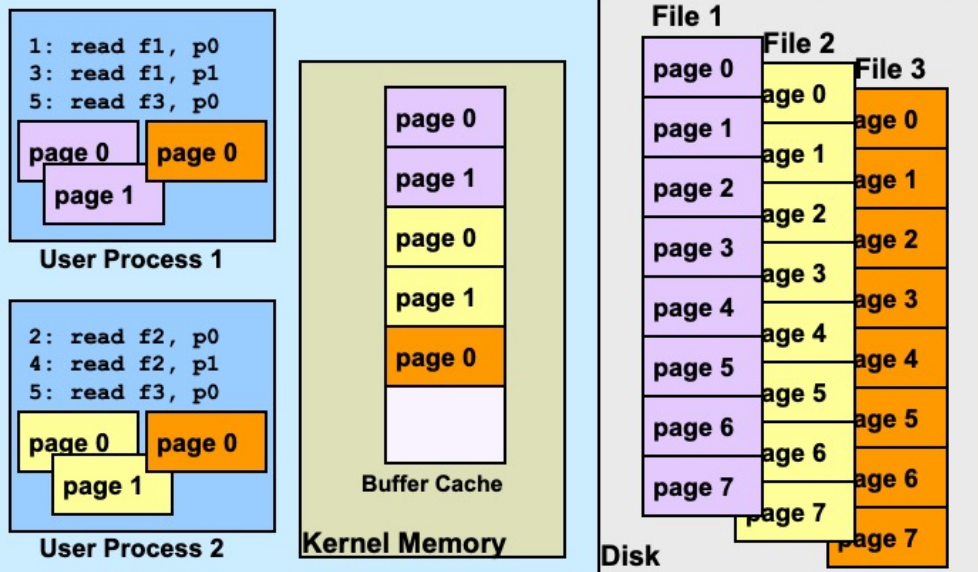 1: read f1, p0
3: read f1, p1
5: read f3, p0
page 0
page 0
page 1
User Process 1
2: read f2, p0
4: read f2, p1
5: read f3, p0
page 0
page 0
page 1
User Process 2
page 0
page 1
page 0
page 1
page 0
Buffer Cache
Kernel Memory
File 1
page 0
page 1
page 2
page 3
page 4
page 5
page 6
page 7
File 2
age 0
age 1
age 2
age 3
age 4
age 5
age 6
page 7
File 3
age 0
age 1
age 2
age 3
age 4
age 5
age 6
page 7
Disk